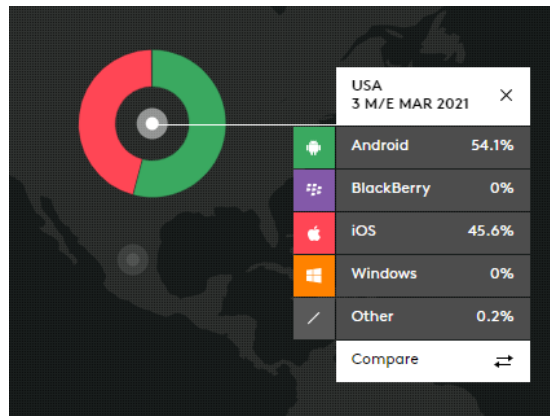 USA
3 M/E MAR 2021
Android 54.1%
BlackBerry 0%
iOS 45.6%
Windows 0%
Other 0.2%
Compare